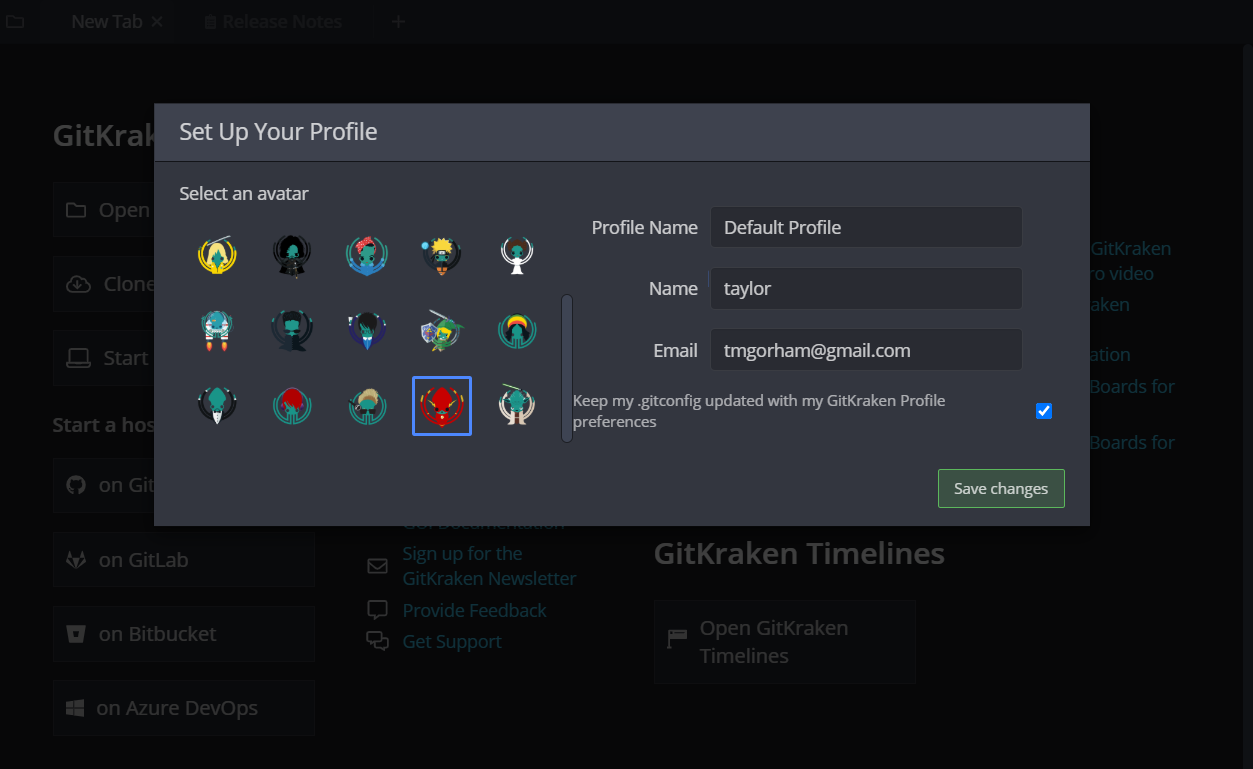 New Tab
Release Notes
Set Up Your Profile
GitKrak
Select an avatar
Profile Name
Default Profile
Name
taylor
Email
tmgorham@gmail.com
Keep my .gitconfig updated with my GitKraken Profile
preferences
Save changes
Open
Clone
Start
Start a hos
on Git
on GitLab
on Bitbucket
on Azure DevOps
Documentation
Sign up for the
GitKraken Newsletter
Provide Feedback
Get Support
GitKraken Timelines
Open GitKraken
Timelines
GitKraken
ro video
aken
ation
Boards for
Boards for